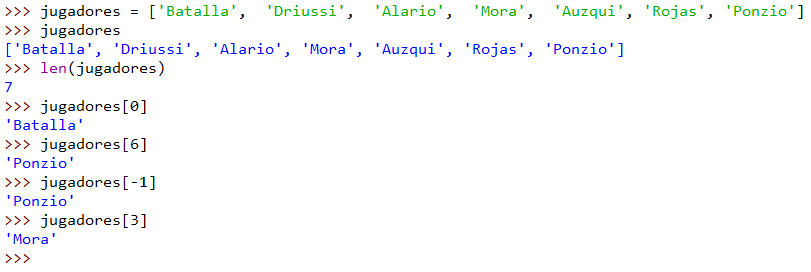 >>> jugadores = ['Batalla',  'Driussi',  'Alario',  'Mora',  'Auzqui', 'Rojas', 'Ponzio']
>>> jugadores
['Batalla', 'Driussi', 'Alario', 'Mora', 'Auzqui', 'Rojas', 'Ponzio']
>>> len(jugadores)
7
>>> jugadores[0]
'Batalla'
>>> jugadores[6]
'Ponzio'
>>> jugadores[-1]
'Ponzio'
>>> jugadores[3]
'Mora'
>>>